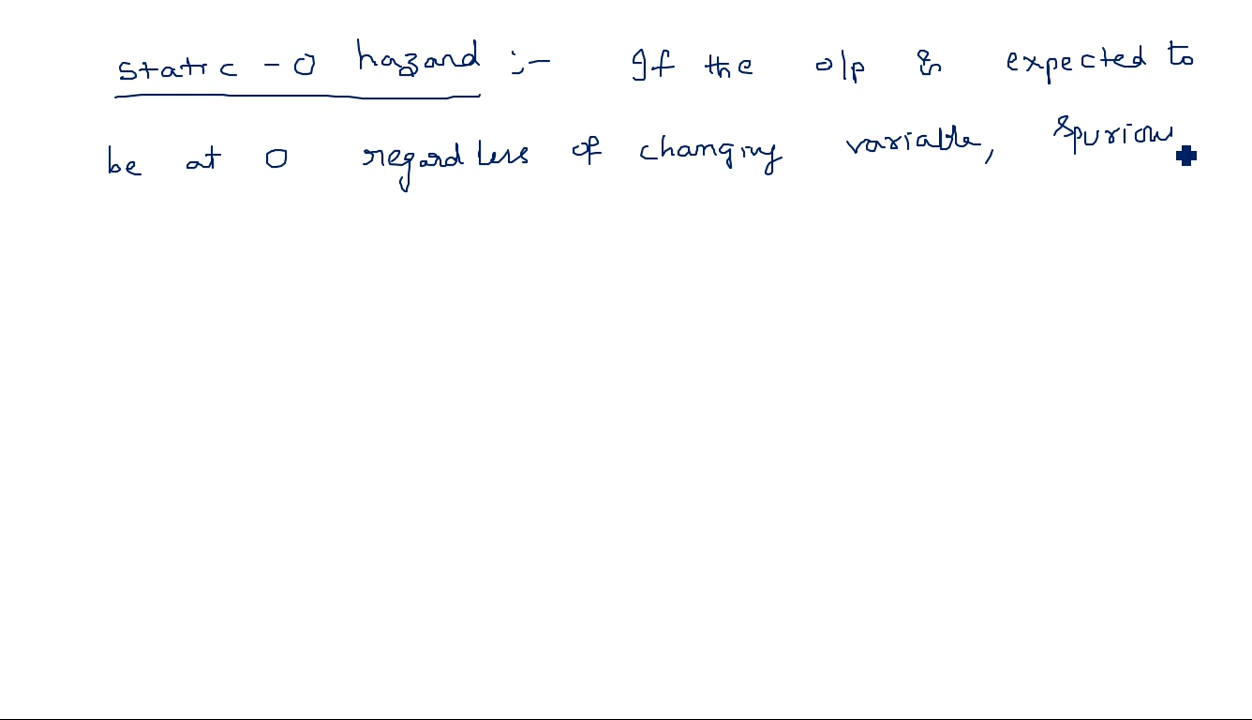 static - 0 hazard :- If the o/p is expected to
be at 0 regardless of changing variable, spurious